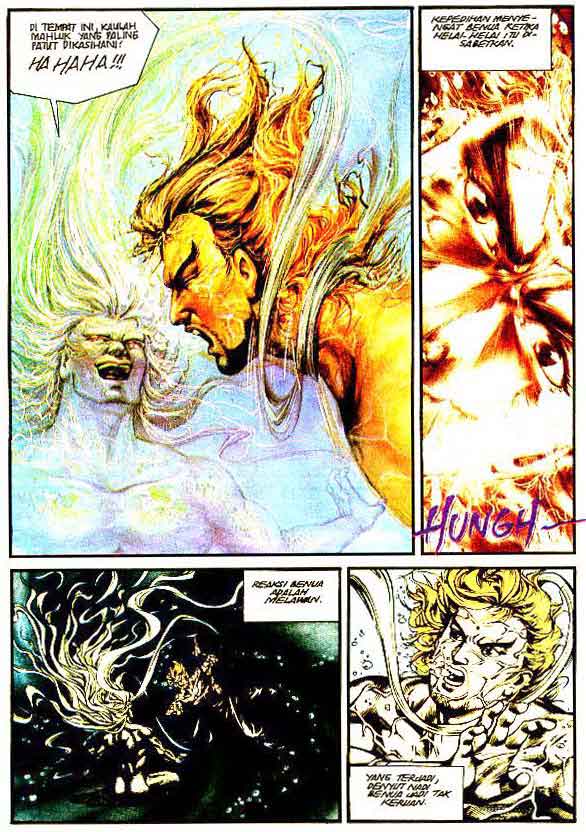 DI TEMPAT INI, KAULAH
MAHLUK YANG PALING
PATUT DIKASIHANI!
HA HAHA!!!
KEPEDIHAN MENYE-
NGAT BENUA KETIKA
HELAI-HELAI ITU DI-
SABETKAN.
HUNGH
REAKSI BENUA
ADALAH
MELAWAN.
YANG TERJADI,
DENYUT NADI
BENUA JADI TAK
KERUAN.